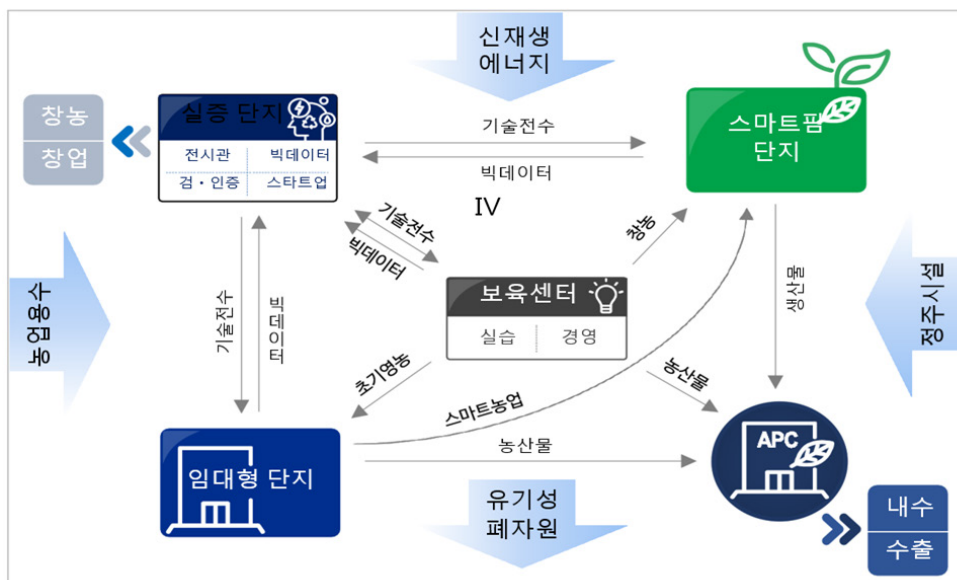 신재생
에너지
창농
창업
실증 단지
전시관
빅데이터
검・인증
스타트업
기술전수
빅데이터
스마트팜
단지
IV
기술전수
빅데이터
창농
농업용수
기술전수
빅데이터
보육센터
실습
경영
생산물
정주시설
초기영농
스마트농업
농산물
농산물
임대형 단지
APC
유기성
폐자원
내수
수출